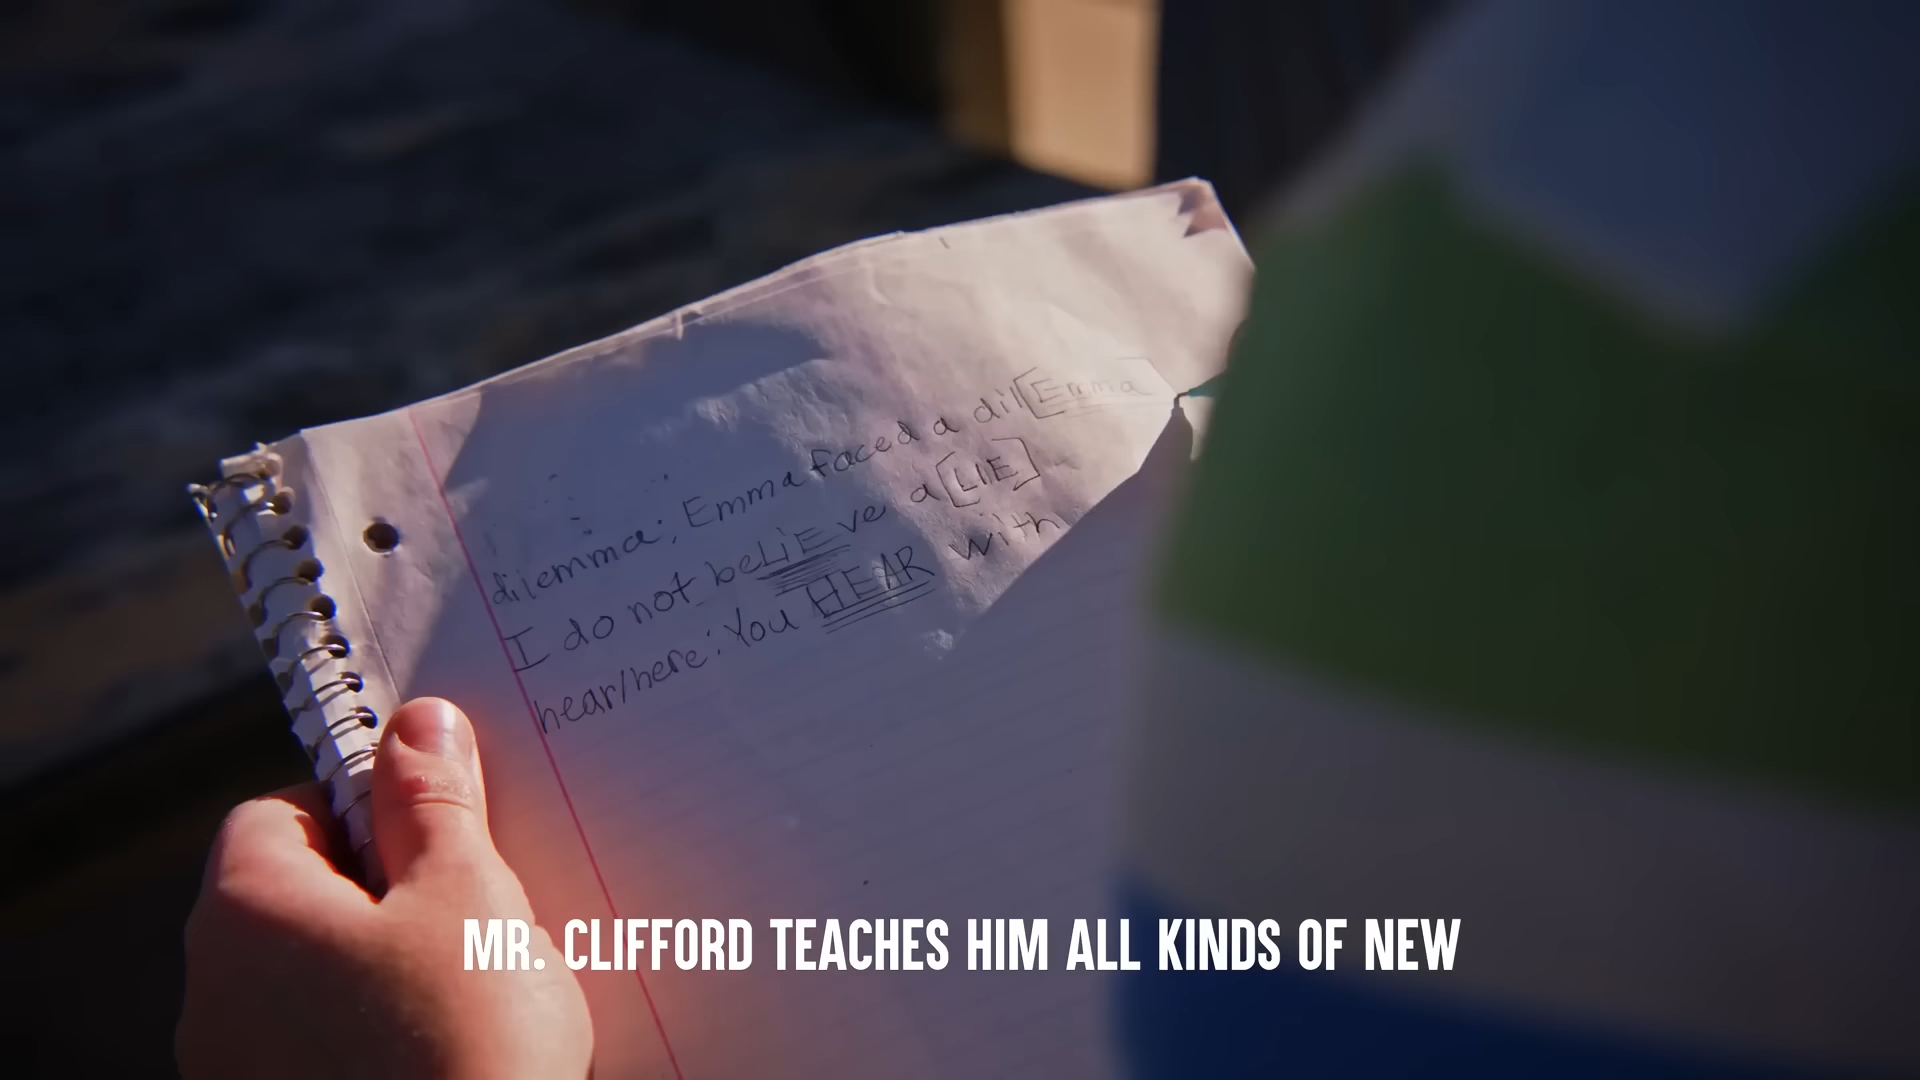 dilemma: Emma faced a dil[Emma
I do not beLIEve a [LIE]
hear/here: You HEAR with
MR. CLIFFORD TEACHES HIM ALL KINDS OF NEW